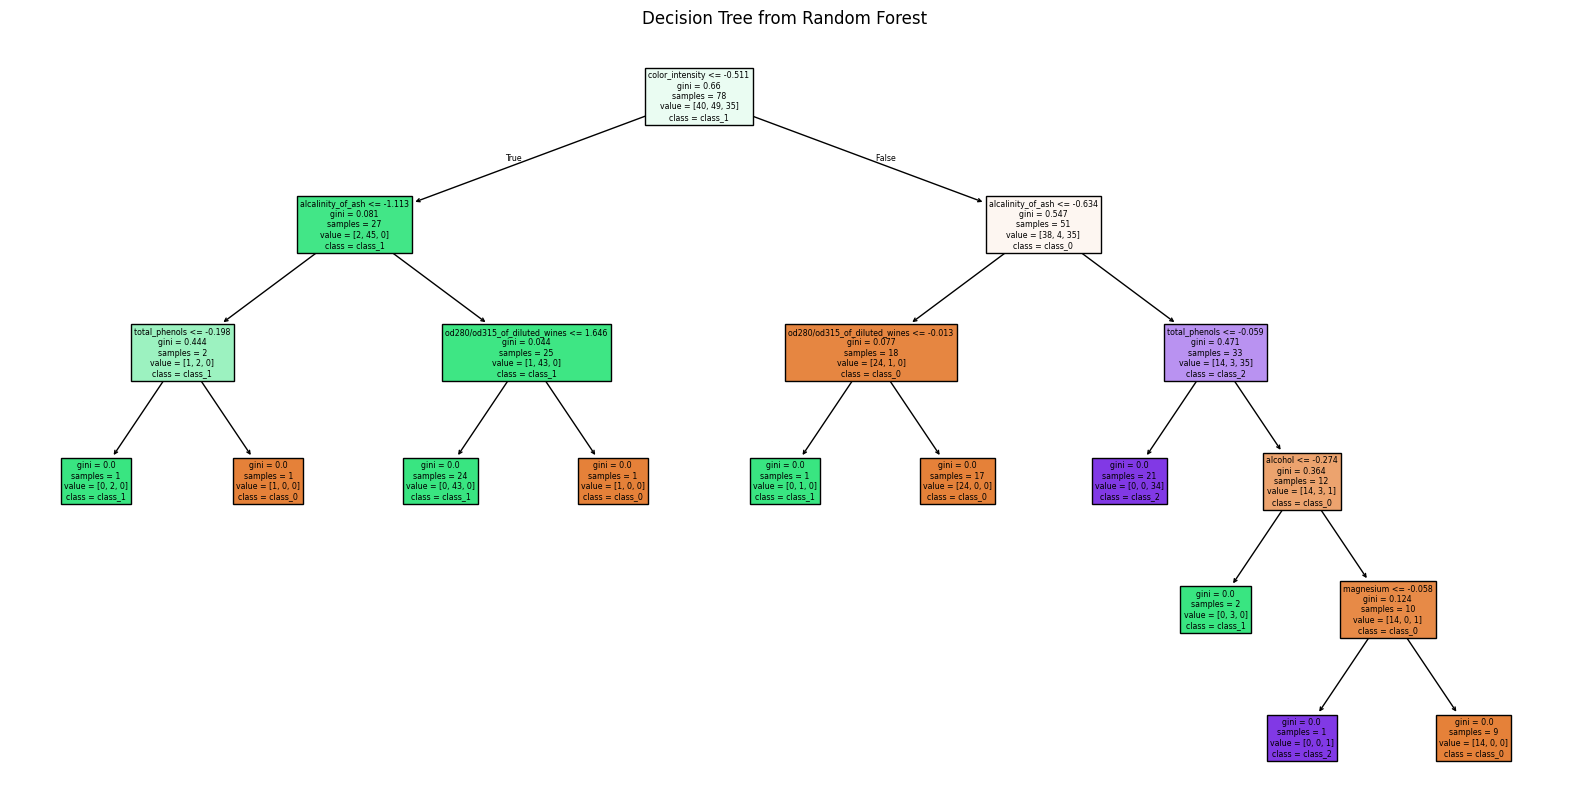 Decision Tree from Random Forest
color_intensity <= -0.511
gini = 0.66
samples = 78
value = [40, 49, 35]
class = class_1
True
False
alcalinity_of_ash <= -1.113
gini = 0.081
samples = 27
value = [2, 45, 0]
class = class_1
alcalinity_of_ash <= -0.634
gini = 0.547
samples = 51
value = [38, 4, 35]
class = class_0
total_phenols <= -0.198
gini = 0.444
samples = 2
value = [1, 2, 0]
class = class_1
od280/od315_of_diluted_wines <= 1.646
gini = 0.044
samples = 25
value = [1, 43, 0]
class = class_1
od280/od315_of_diluted_wines <= -0.013
gini = 0.077
samples = 18
value = [24, 1, 0]
class = class_0
total_phenols <= -0.059
gini = 0.471
samples = 33
value = [14, 3, 35]
class = class_2
gini = 0.0
samples = 1
value = [0, 2, 0]
class = class_1
gini = 0.0
samples = 1
value = [1, 0, 0]
class = class_0
gini = 0.0
samples = 24
value = [0, 43, 0]
class = class_1
gini = 0.0
samples = 1
value = [1, 0, 0]
class = class_0
gini = 0.0
samples = 1
value = [0, 1, 0]
class = class_1
gini = 0.0
samples = 17
value = [24, 0, 0]
class = class_0
gini = 0.0
samples = 21
value = [0, 0, 34]
class = class_2
alcohol <= -0.274
gini = 0.364
samples = 12
value = [14, 3, 1]
class = class_0
gini = 0.0
samples = 2
value = [0, 3, 0]
class = class_1
magnesium <= -0.058
gini = 0.124
samples = 10
value = [14, 0, 1]
class = class_0
gini = 0.0
samples = 1
value = [0, 0, 1]
class = class_2
gini = 0.0
samples = 9
value = [14, 0, 0]
class = class_0